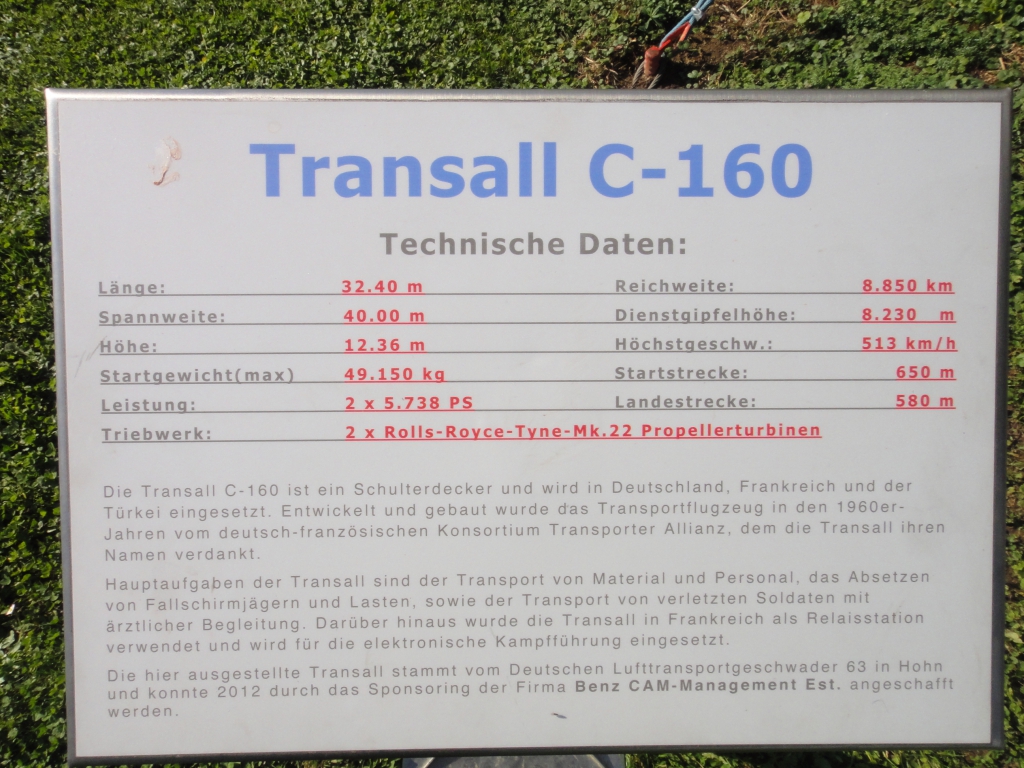 Transall C-160
Technische Daten:
Länge: 32.40 m Reichweite: 8.850 km
Spannweite: 40.00 m Dienstgipfelhöhe: 8.230 m
Höhe: 12.36 m Höchstgeschw.: 513 km/h
Startgewicht(max) 49.150 kg Startstrecke: 650 m
Leistung: 2 x 5.738 PS Landestrecke: 580 m
Triebwerk: 2 x Rolls-Royce-Tyne-Mk.22 Propellerturbinen
Die Transall C-160 ist ein Schulterdecker und wird in Deutschland, Frankreich und der
Türkei eingesetzt. Entwickelt und gebaut wurde das Transportflugzeug in den 1960er-
Jahren vom deutsch-französischen Konsortium Transporter Allianz, dem die Transall ihren
Namen verdankt.
Hauptaufgaben der Transall sind der Transport von Material und Personal, das Absetzen
von Fallschirmjägern und Lasten, sowie der Transport von verletzten Soldaten mit
ärztlicher Begleitung. Darüber hinaus wurde die Transall in Frankreich als Relaisstation
verwendet und wird für die elektronische Kampfführung eingesetzt.
Die hier ausgestellte Transall stammt vom Deutschen Lufttransportgeschwader 63 in Hohn
und konnte 2012 durch das Sponsoring der Firma Benz CAM-Management Est. angeschafft
werden.